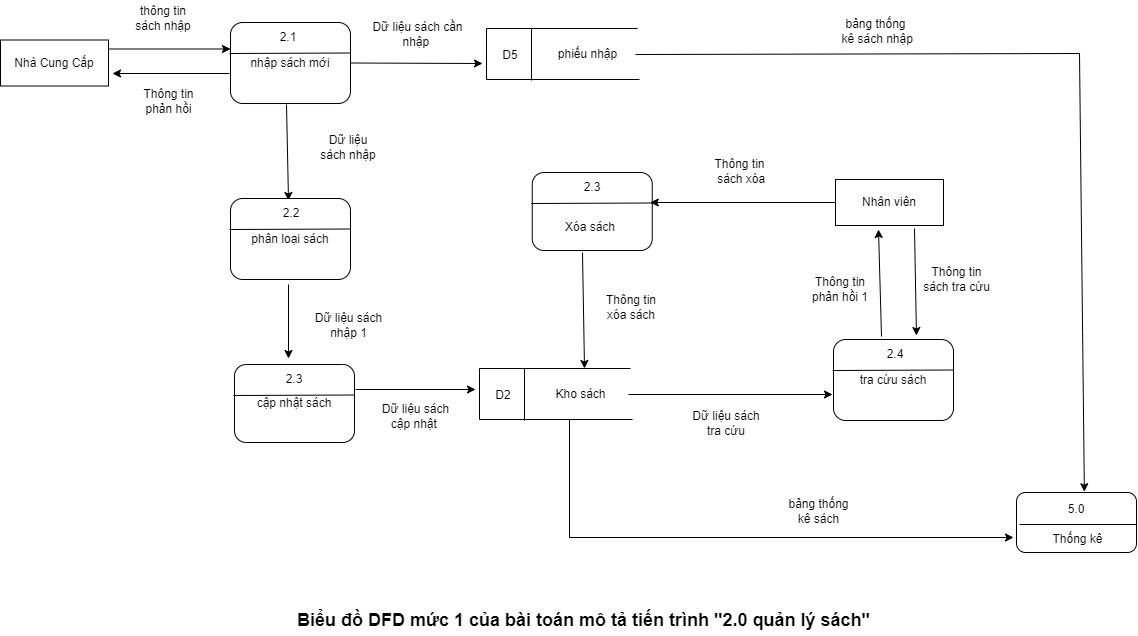 thông tin
sách nhập
Nhà Cung Cấp
Thông tin
phản hồi
2.1
nhập sách mới
Dữ liệu sách cần
nhập
D5
phiếu nhập
bảng thống
kê sách nhập
Dữ liệu
sách nhập
2.2
phân loại sách
Dữ liệu sách
nhập 1
2.3
cập nhật sách
Dữ liệu sách
cập nhật
2.3
Xóa sách
Thông tin
sách xóa
Nhân viên
Thông tin
xóa sách
Thông tin
phản hồi 1
Thông tin
sách tra cứu
D2
Kho sách
Dữ liệu sách
tra cứu
2.4
tra cứu sách
bảng thống
kê sách
5.0
Thống kê
Biểu đồ DFD mức 1 của bài toán mô tả tiến trình "2.0 quản lý sách"